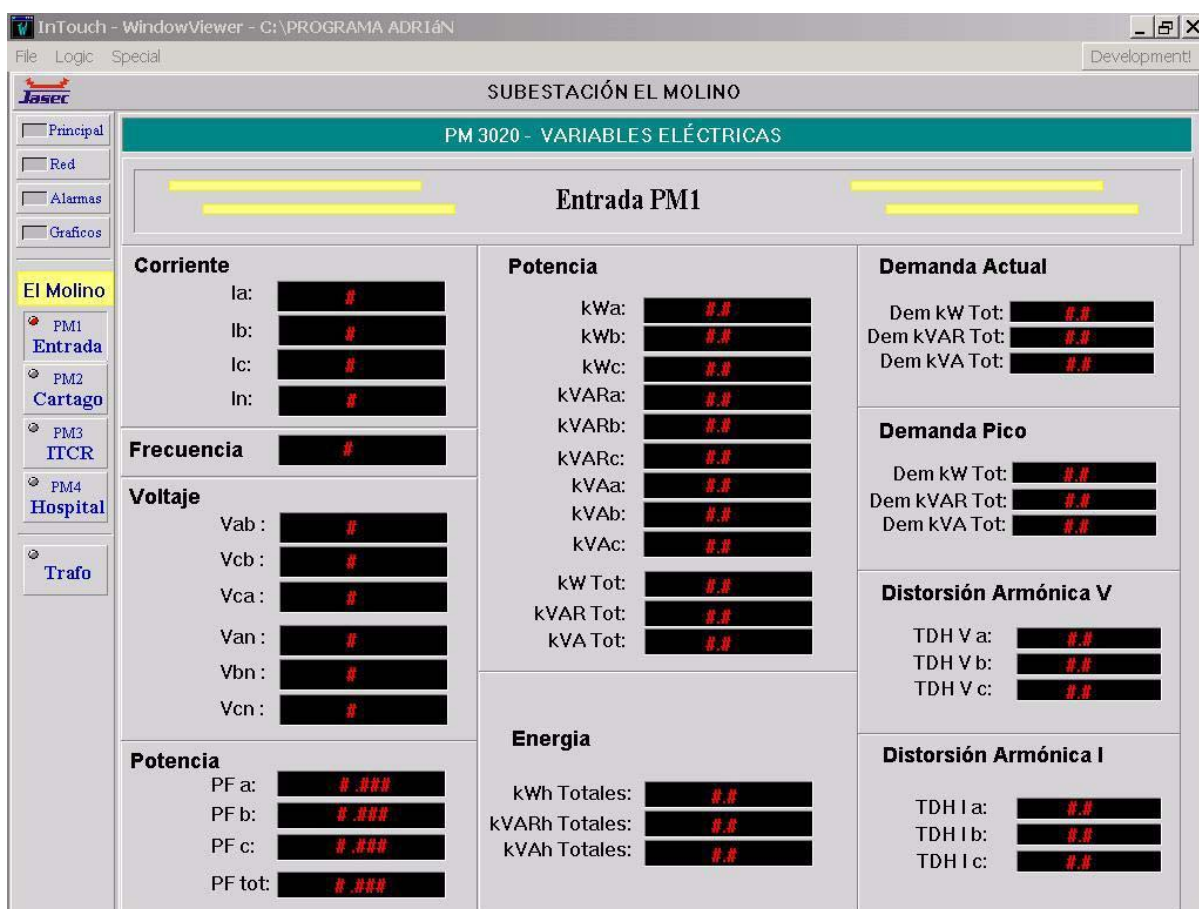 InTouch - WindowViewer - C:\PROGRAMA ADRIáN
File Logic Special
Development!
Jasec
SUBESTACIÓN EL MOLINO
Principal
Red
Alarmas
Graficos
El Molino
PM1
Entrada
PM2
Cartago
PM3
ITCR
PM4
Hospital
Trafo
PM 3020 - VARIABLES ELÉCTRICAS
Entrada PM1
Corriente
Ia: #
Ib: #
Ic: #
In: #
Frecuencia #
Voltaje
Vab : #
Vcb : #
Vca : #
Van : #
Vbn : #
Vcn : #
Potencia
PF a: # .###
PF b: # .###
PF c: # .###
PF tot: # .###
Potencia
kWa: #.#
kWb: #.#
kWc: #.#
kVARa: #.#
kVARb: #.#
kVARc: #.#
kVAa: #.#
kVAb: #.#
kVAc: #.#
kW Tot: #.#
kVAR Tot: #.#
kVA Tot: #.#
Energia
kWh Totales: #.#
kVARh Totales: #.#
kVAh Totales: #.#
Demanda Actual
Dem kW Tot: #.#
Dem kVAR Tot: #.#
Dem kVA Tot: #.#
Demanda Pico
Dem kW Tot: #.#
Dem kVAR Tot: #.#
Dem kVA Tot: #.#
Distorsión Armónica V
TDH V a: #.#
TDH V b: #.#
TDH V c: #.#
Distorsión Armónica I
TDH I a: #.#
TDH I b: #.#
TDH I c: #.#